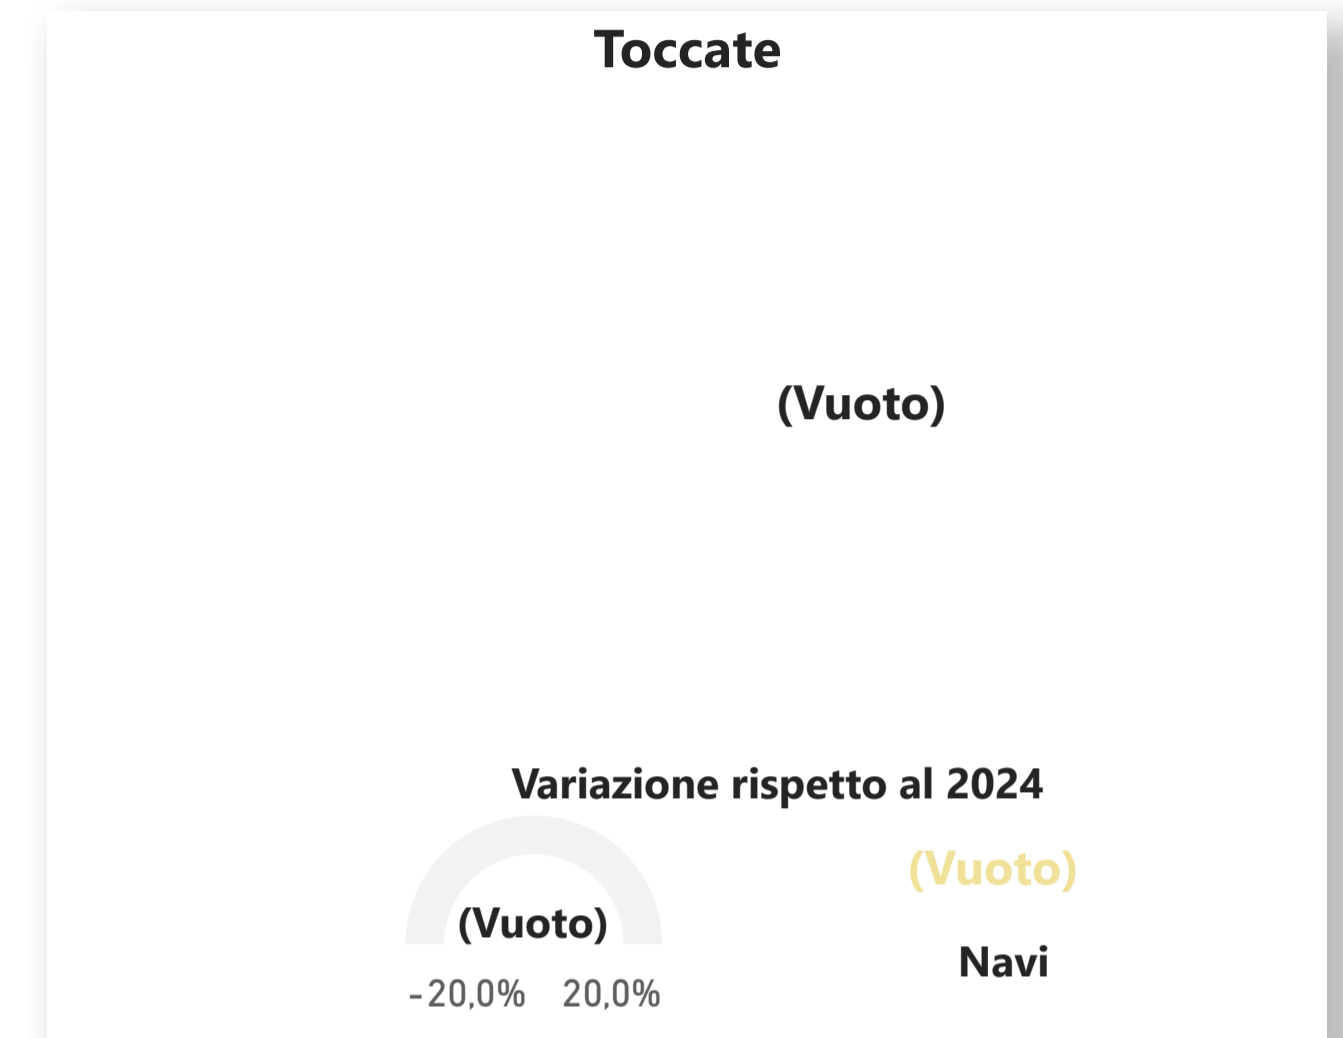 Toccate
(Vuoto)
Variazione rispetto al 2024
(Vuoto)
(Vuoto)
Navi
-20,0% 20,0%